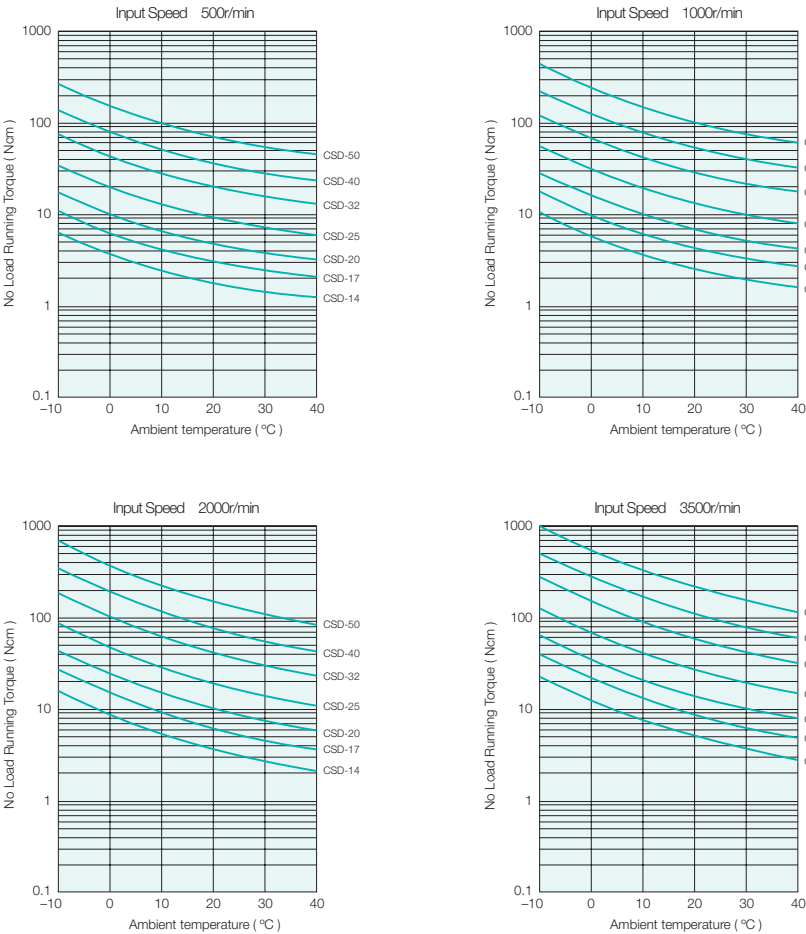 Input Speed 500r/min
No Load Running Torque ( Ncm )
1000
100
10
1
0.1
CSD-50
CSD-40
CSD-32
CSD-25
CSD-20
CSD-17
CSD-14
–10 0 10 20 30 40
Ambient temperature ( ºC )
Input Speed 1000r/min
No Load Running Torque ( Ncm )
1000
100
10
1
0.1
–10 0 10 20 30 40
Ambient temperature ( ºC )
Input Speed 2000r/min
No Load Running Torque ( Ncm )
1000
100
10
1
0.1
CSD-50
CSD-40
CSD-32
CSD-25
CSD-20
CSD-17
CSD-14
–10 0 10 20 30 40
Ambient temperature ( ºC )
Input Speed 3500r/min
No Load Running Torque ( Ncm )
1000
100
10
1
0.1
–10 0 10 20 30 40
Ambient temperature ( ºC )